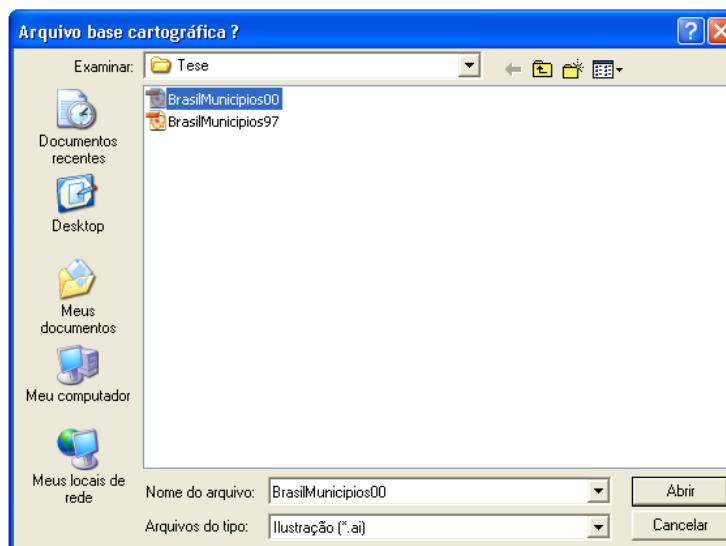 Arquivo base cartográfica ?
Examinar:
Tese
BrasilMunicipios00
BrasilMunicipios97
Documentos
recentes
Desktop
Meus
documentos
Meu computador
Meus locais de
rede
Nome do arquivo:
BrasilMunicipios00
Abrir
Arquivos do tipo:
Ilustração (*.ai)
Cancelar